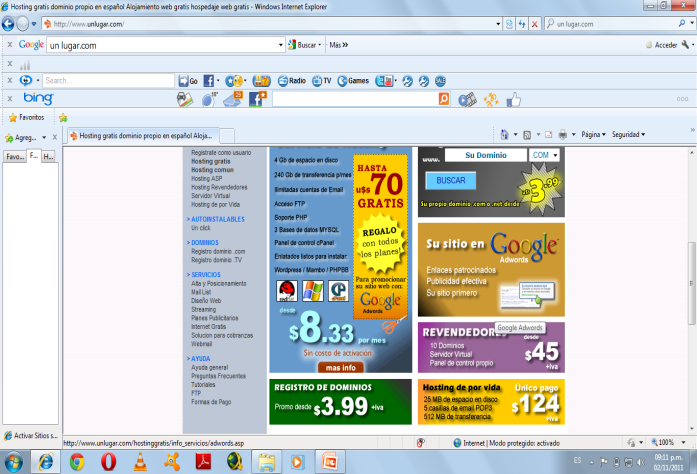 Hosting gratis dominio propio en español Alojamiento web gratis hospedaje web gratis - Windows Internet Explorer
http://www.unlugar.com/
un lugar.com
x Google un lugar.com
Buscar
Más »
Acceder
x
x Search...
Go
Radio
TV
Games
x bing
18°
Favoritos
Agreg...
X
Hosting gratis dominio propio en español Aloja...
Página
Seguridad
»
Favo...
F...
H...
Registrate como usuario
Hosting gratis
Hosting comun
Hosting ASP
Hosting Revendedores
Servidor Virtual
Hosting de por Vida
> AUTOINSTALABLES
Un click
> DOMINIOS
Registro dominio .com
Registro dominio .TV
> SERVICIOS
Alta y Posicionamiento
Mail List
Diseño Web
Streaming
Planes Publicitarios
Internet Gratis
Solucion para cobranzas
Webmail
> AYUDA
Ayuda general
Preguntas Frecuentes
Tutoriales
FTP
Formas de Pago
4 Gb de espacio en disco
240 Gb de transferencia p/mes
Ilimitadas cuentas de Email
Acceso FTP
Soporte PHP
3 Bases de datos MYSQL
Panel de control cPanel
Enlatados listos para instalar:
Wordpress / Mambo / PHPBB
desde
$8.33 por mes
Sin costo de activacion
mas info
HASTA
u$s 70
GRATIS
REGALO
con todos
los planes!
Para promocionar
su sitio web con:
Google
Adwords
www.
Su Dominio
COM
BUSCAR
u$s 3.99
Su propio dominio .com o .net desde
Su sitio en Google
Adwords
Enlaces patrocinados
Publicidad efectiva
Su sitio primero
Google Adwords
REVENDEDORES
10 Dominios
Servidor Virtual
Panel de control propio
desde
$45
+iva
REGISTRO DE DOMINIOS
Promo desde $3.99 +iva
Hosting de por vida
25 MB de espacio en disco
5 casillas de email POP3
512 MB de transferencia
Unico pago
$124
+iva
Activar Sitios s...
http://www.unlugar.com/hostinggratis/info_servicios/adwords.asp
Internet | Modo protegido: activado
100%
ES
09:11 p.m.
02/11/2011